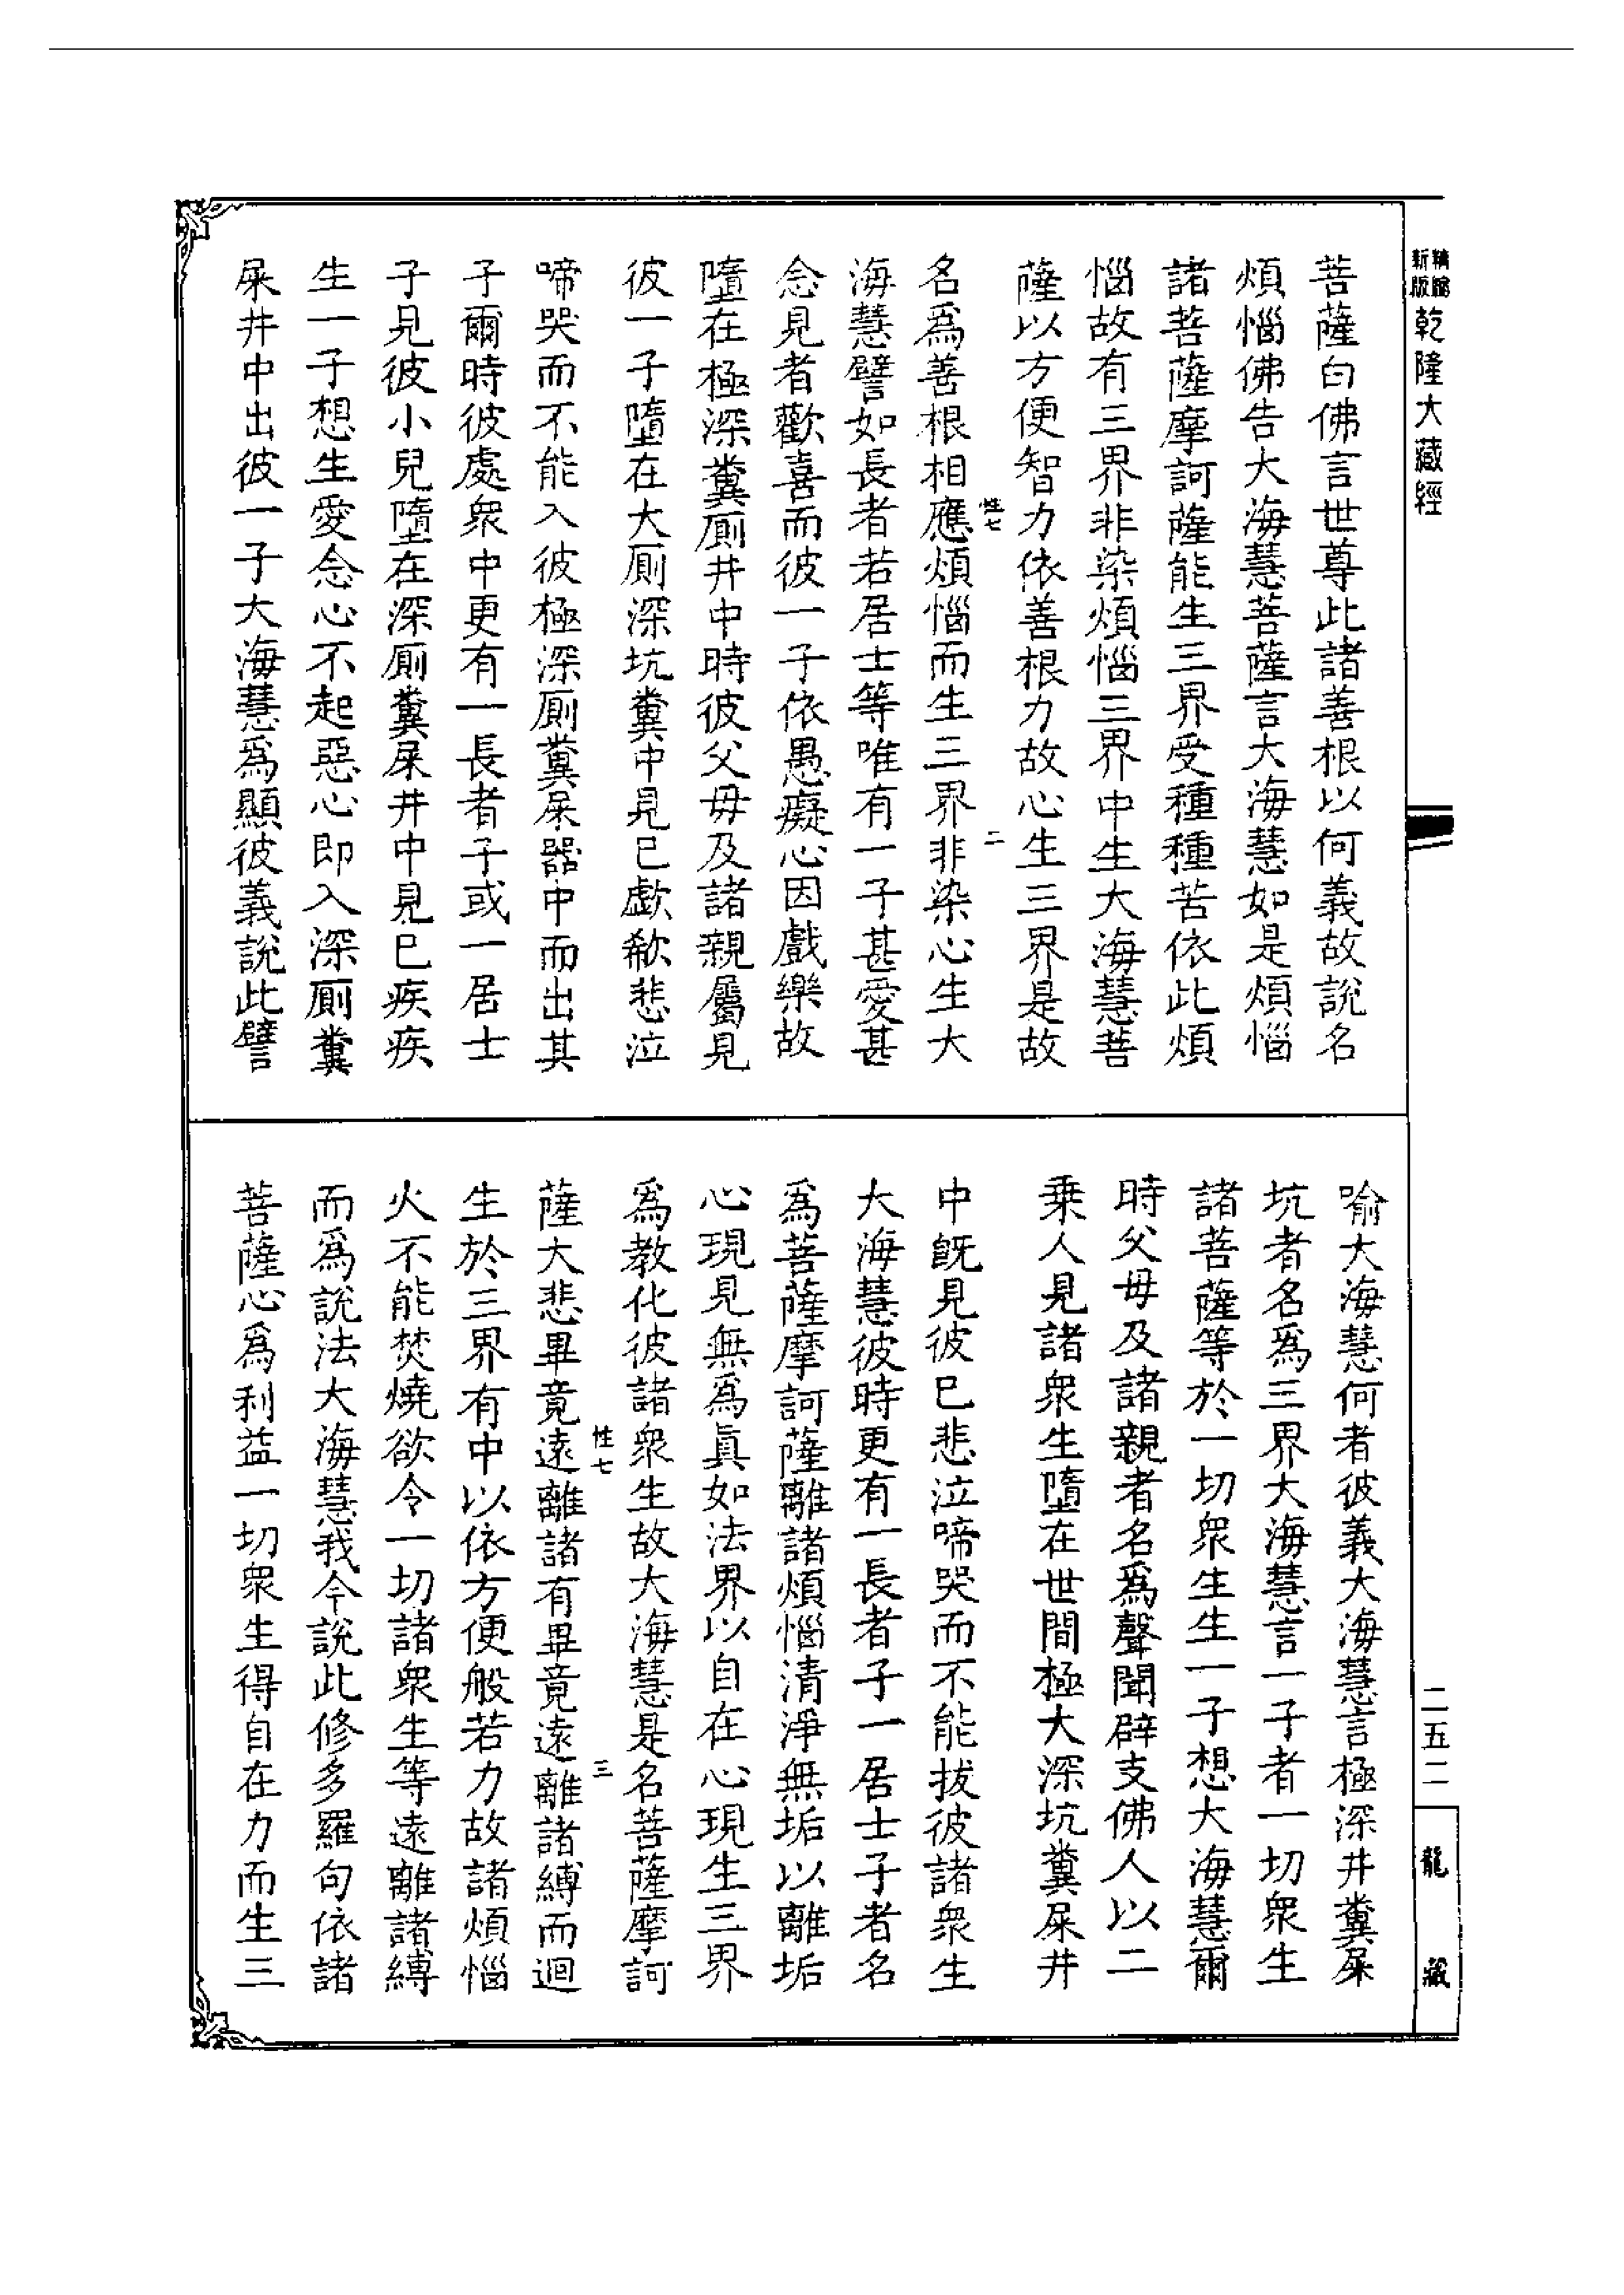 新版
精縮
乾隆大藏經
菩薩白佛言世尊此諸善根以何義故說名
煩惱佛告大海慧菩薩言大海慧如是煩惱
諸菩薩摩訶薩能生三界受種種苦依此煩
惱故有三界非染煩惱三界中生大海慧菩
薩以方便智力依善根力故心生三界是故
名爲善根相應煩惱而生三界非染心生大
性七
二
海慧譬如長者若居士等唯有一子甚愛甚
念見者歡喜而彼一子依愚癡心因戲樂故
墮在極深糞廁井中時彼父母及諸親屬見
彼一子墮在大廁深坑糞中見已歔欷悲泣
啼哭而不能入彼極深廁糞屎器中而出其
子爾時彼處衆中更有一長者子或一居士
子見彼小兒墮在深廁糞屎井中見已疾疾
生一子想生愛念心不起惡心即入深廁糞
屎井中出彼一子大海慧爲顯彼義說此譬
喻大海慧何者彼義大海慧言極深井糞屎
坑者名爲三界大海慧言一子者一切衆生
諸菩薩等於一切衆生生一子想大海慧爾
時父母及諸親者名爲聲聞辟支佛人以二
乗人見諸衆生墮在世間極大深坑糞屎井
中旣見彼已悲泣啼哭而不能拔彼諸衆生
大海慧彼時更有一長者子一居士子者名
爲菩薩摩訶薩離諸煩惱清淨無垢以離垢
心現見無爲眞如法界以自在心現生三界
爲教化彼諸衆生故大海慧是名菩薩摩訶
性七
三
薩大悲畢竟遠離諸有畢竟遠離諸縛而迴
生於三界有中以依方便般若力故諸煩惱
火不能焚燒欲令一切諸衆生等遠離諸縛
而爲說法大海慧我今說此修多羅句依諸
菩薩心爲利益一切衆生得自在力而生三
二五二
龍藏